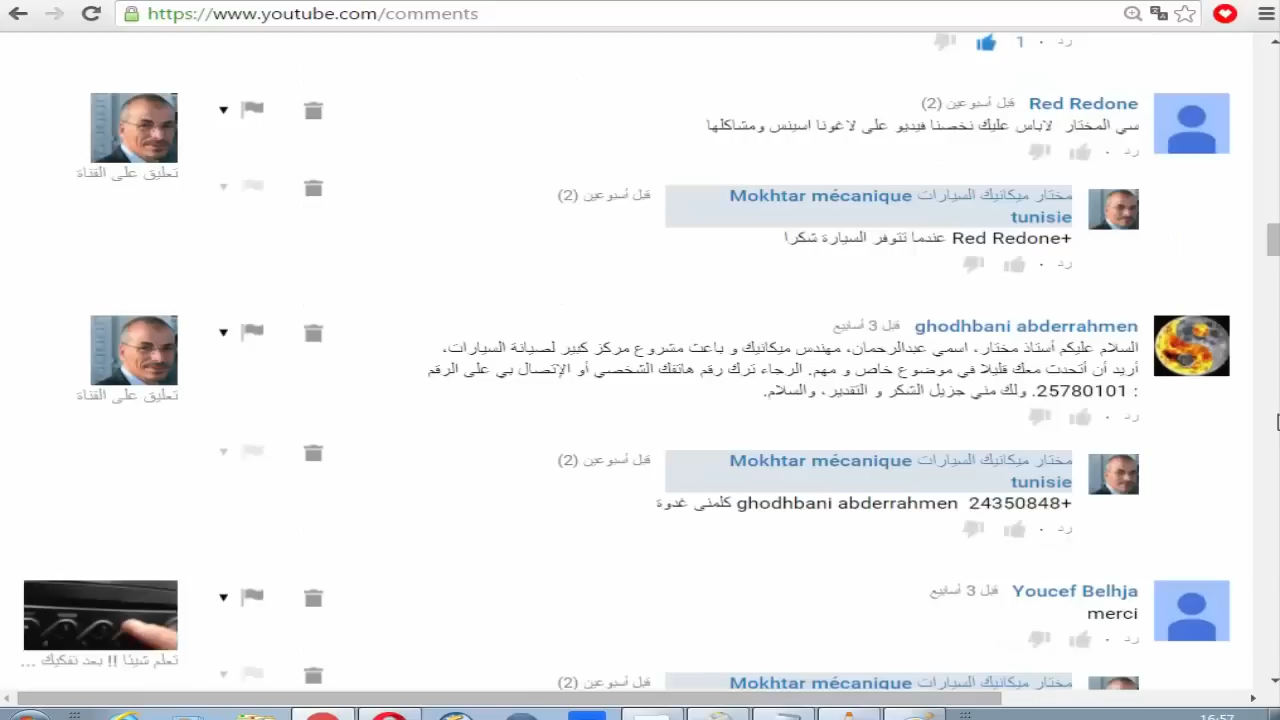 https://www.youtube.com/comments
رد · 1
Red Redone قبل أسبوعين (2)
سي المختار لاباس عليك نخصنا فيديو على لاغونا اسينس ومشاكلها
رد ·
تعليق على القناة
مختار ميكانيك السيارات Mokhtar mécanique قبل أسبوعين (2)
tunisie
+Red Redone عندما تتوفر السيارة شكرا
رد ·
ghodhbani abderrahmen قبل 3 أسابيع
السلام عليكم أستاذ مختار، اسمي عبدالرحمان، مهندس ميكانيك و باعث مشروع مركز كبير لصيانة السيارات،
أريد أن أتحدث معك قليلا في موضوع خاص و مهم. الرجاء ترك رقم هاتفك الشخصي أو الإتصال بي على الرقم
: 25780101. ولك مني جزيل الشكر و التقدير، والسلام.
تعليق على القناة
رد ·
مختار ميكانيك السيارات Mokhtar mécanique قبل أسبوعين (2)
tunisie
+ghodhbani abderrahmen 24350848 كلمنى غدوة
رد ·
Youcef Belhja قبل 3 أسابيع
merci
رد ·
تعلم شيئا !! بعد تفكيك ...
مختار ميكانيك السيارات Mokhtar mécanique قبل أسبوعين (2)
16:57